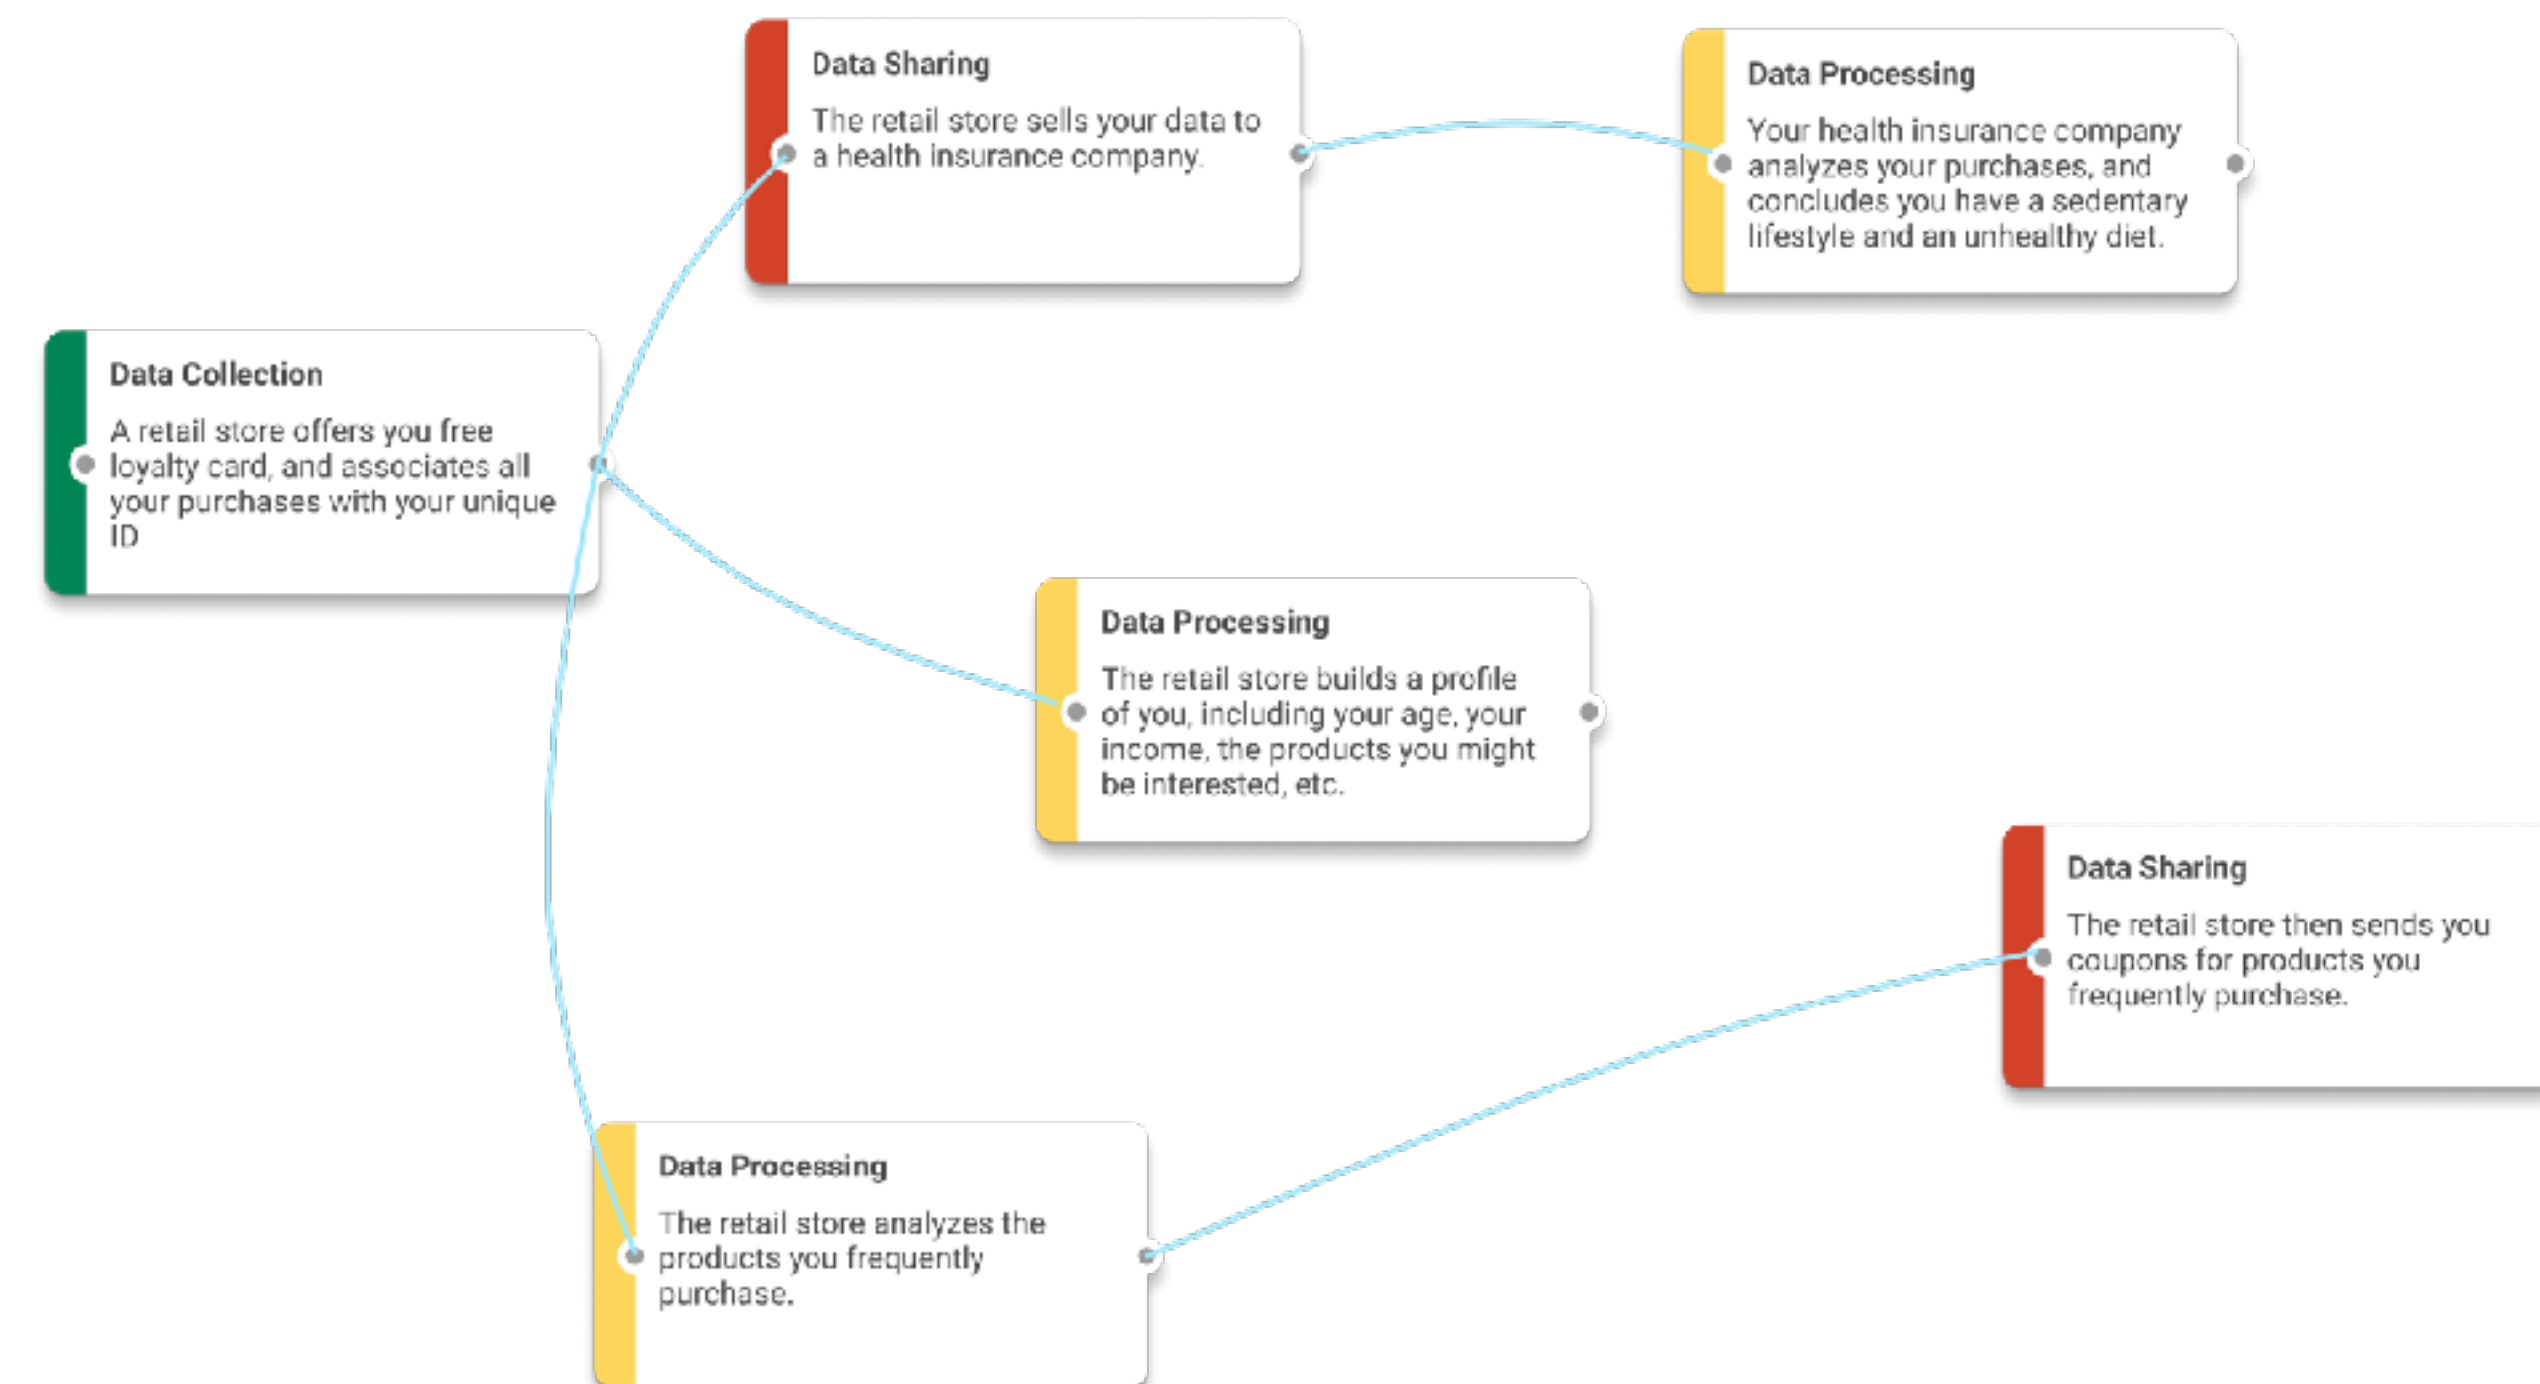 Data Sharing
The retail store sells your data to
a health insurance company.
Data Processing
Your health insurance company
analyzes your purchases, and
concludes you have a sedentary
lifestyle and an unhealthy diet.
Data Collection
A retail store offers you free
loyalty card, and associates all
your purchases with your unique
ID
Data Processing
The retail store builds a profile
of you, including your age, your
income, the products you might
be interested, etc.
Data Sharing
The retail store then sends you
coupons for products you
frequently purchase.
Data Processing
The retail store analyzes the
products you frequently
purchase.